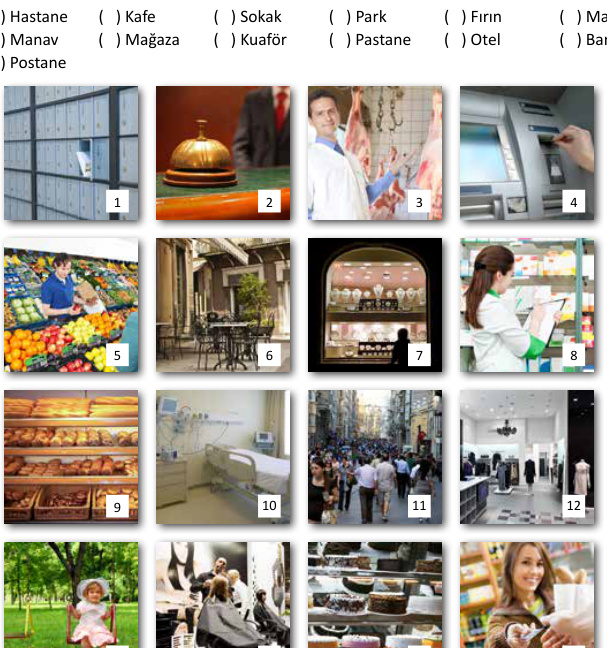 ) Hastane ( ) Kafe ( ) Sokak ( ) Park ( ) Fırın ( ) Ma
) Manav ( ) Mağaza ( ) Kuaför ( ) Pastane ( ) Otel ( ) Ba
) Postane
1 2 3 4
5 6 7 8
9 10 11 12